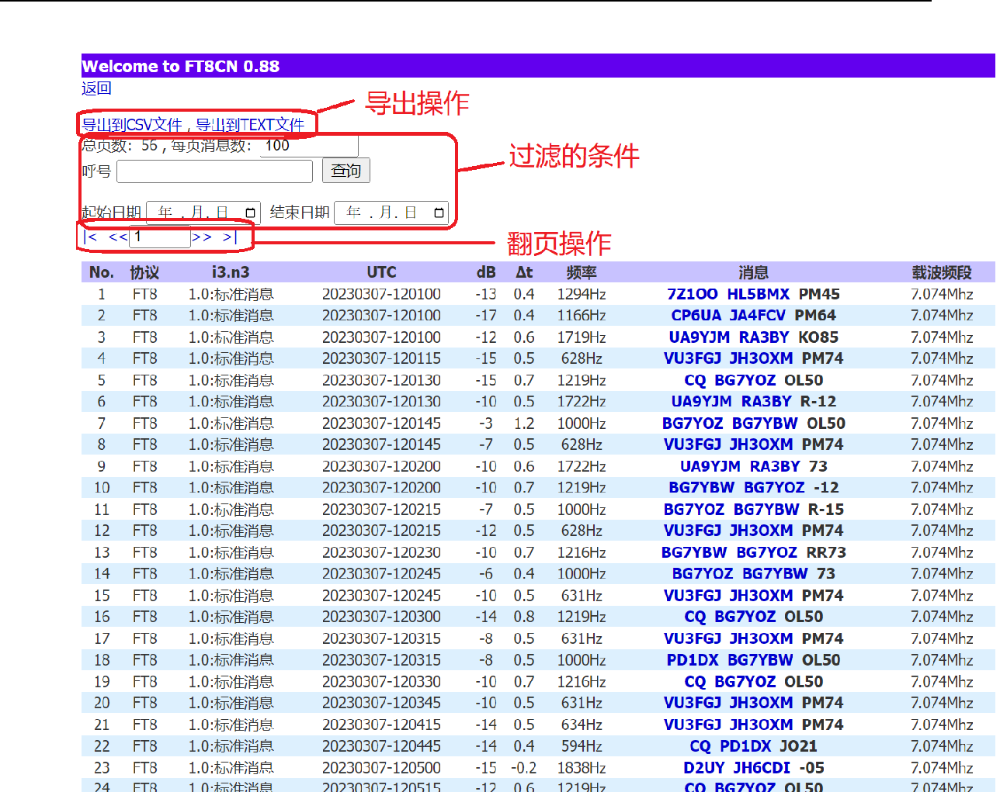 Welcome to FT8CN 0.88
返回
导出操作
导出到CSV文件 , 导出到TEXT文件
总页数：56 , 每页消息数： 100
过滤的条件
呼号 查询
起始日期 年 . 月. 日 结束日期 年 . 月. 日
|< << 1 >> >|
翻页操作
No. 协议 i3.n3 UTC dB Δt 频率 消息 载波频段
1 FT8 1.0:标准消息 20230307-120100 -13 0.4 1294Hz 7Z1OO HL5BMX PM45 7.074Mhz
2 FT8 1.0:标准消息 20230307-120100 -17 0.4 1166Hz CP6UA JA4FCV PM64 7.074Mhz
3 FT8 1.0:标准消息 20230307-120100 -12 0.6 1719Hz UA9YJM RA3BY KO85 7.074Mhz
4 FT8 1.0:标准消息 20230307-120115 -15 0.5 628Hz VU3FGJ JH3OXM PM74 7.074Mhz
5 FT8 1.0:标准消息 20230307-120130 -15 0.7 1219Hz CQ BG7YOZ OL50 7.074Mhz
6 FT8 1.0:标准消息 20230307-120130 -10 0.5 1722Hz UA9YJM RA3BY R-12 7.074Mhz
7 FT8 1.0:标准消息 20230307-120145 -3 1.2 1000Hz BG7YOZ BG7YBW OL50 7.074Mhz
8 FT8 1.0:标准消息 20230307-120145 -7 0.5 628Hz VU3FGJ JH3OXM PM74 7.074Mhz
9 FT8 1.0:标准消息 20230307-120200 -10 0.6 1722Hz UA9YJM RA3BY 73 7.074Mhz
10 FT8 1.0:标准消息 20230307-120200 -10 0.7 1219Hz BG7YBW BG7YOZ -12 7.074Mhz
11 FT8 1.0:标准消息 20230307-120215 -7 0.5 1000Hz BG7YOZ BG7YBW R-15 7.074Mhz
12 FT8 1.0:标准消息 20230307-120215 -12 0.5 628Hz VU3FGJ JH3OXM PM74 7.074Mhz
13 FT8 1.0:标准消息 20230307-120230 -10 0.7 1216Hz BG7YBW BG7YOZ RR73 7.074Mhz
14 FT8 1.0:标准消息 20230307-120245 -6 0.4 1000Hz BG7YOZ BG7YBW 73 7.074Mhz
15 FT8 1.0:标准消息 20230307-120245 -10 0.5 631Hz VU3FGJ JH3OXM PM74 7.074Mhz
16 FT8 1.0:标准消息 20230307-120300 -14 0.8 1219Hz CQ BG7YOZ OL50 7.074Mhz
17 FT8 1.0:标准消息 20230307-120315 -8 0.5 631Hz VU3FGJ JH3OXM PM74 7.074Mhz
18 FT8 1.0:标准消息 20230307-120315 -8 0.5 1000Hz PD1DX BG7YBW OL50 7.074Mhz
19 FT8 1.0:标准消息 20230307-120330 -10 0.7 1216Hz CQ BG7YOZ OL50 7.074Mhz
20 FT8 1.0:标准消息 20230307-120345 -10 0.5 631Hz VU3FGJ JH3OXM PM74 7.074Mhz
21 FT8 1.0:标准消息 20230307-120415 -14 0.5 634Hz VU3FGJ JH3OXM PM74 7.074Mhz
22 FT8 1.0:标准消息 20230307-120445 -14 0.4 594Hz CQ PD1DX JO21 7.074Mhz
23 FT8 1.0:标准消息 20230307-120500 -15 -0.2 1838Hz D2UY JH6CDI -05 7.074Mhz
24 FT8 1.0:标准消息 20230307-120515 -12 0.6 1219Hz CQ BG7YOZ OL50 7.074Mhz